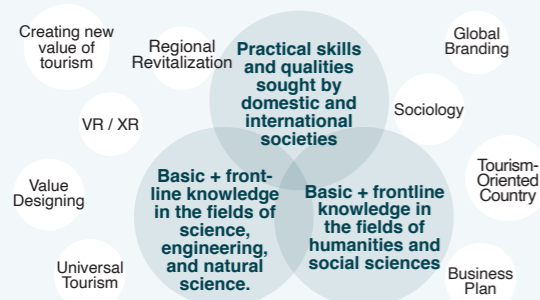 Creating new
value of
tourism
Regional
Revitalization
Practical skills
and qualities
sought by
domestic and
international
societies
Global
Branding
VR / XR
Sociology
Value
Designing
Basic + front-
line knowledge
in the fields of
science,
engineering,
and natural
science.
Basic + frontline
knowledge in
the fields of
humanities and
social sciences
Tourism-
Oriented
Country
Universal
Tourism
Business
Plan